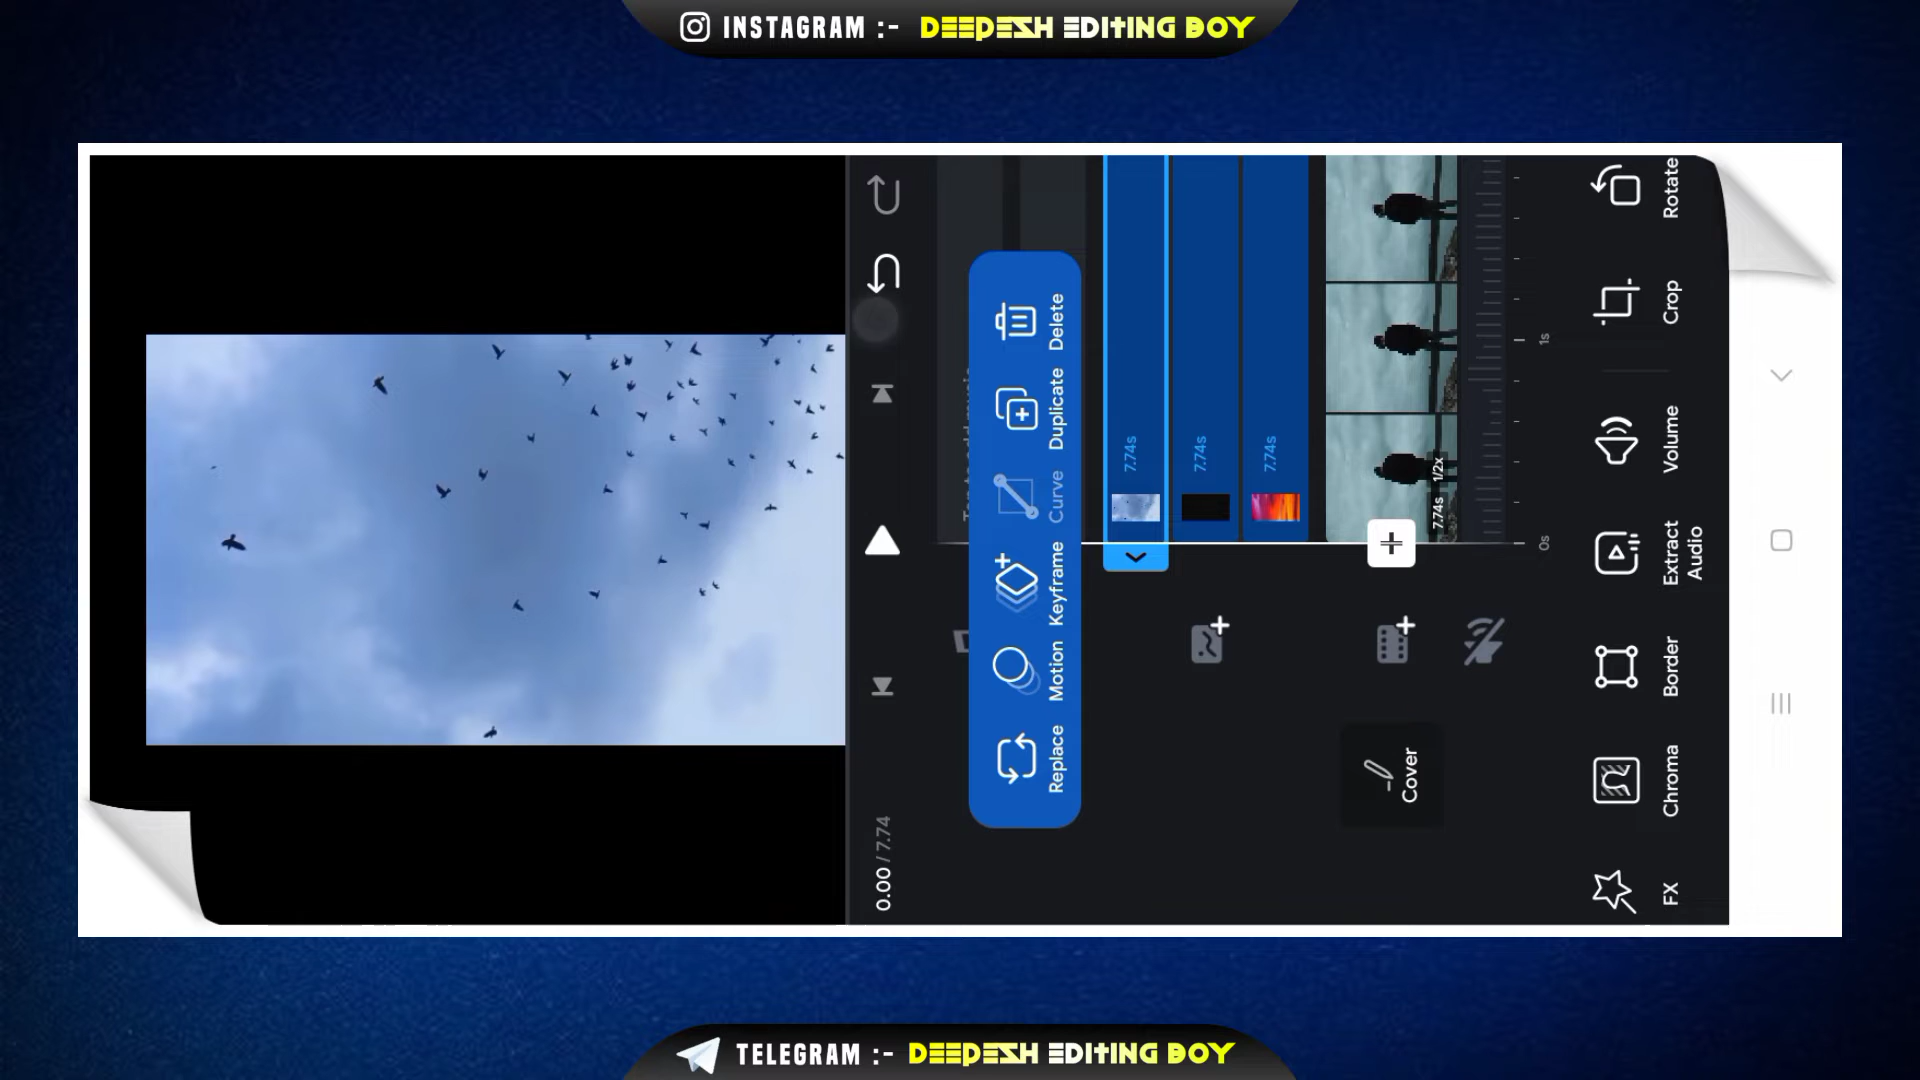 INSTAGRAM :- DEEPESH EDITING BOY
0.00 / 7.74
Replace
Motion
Keyframe
Curve
Duplicate
Delete
7.74s
7.74s
7.74s
Cover
7.74s 1/2x
0s
1s
FX
Chroma
Border
Extract
Audio
Volume
Crop
Rotate
TELEGRAM :- DEEPESH EDITING BOY